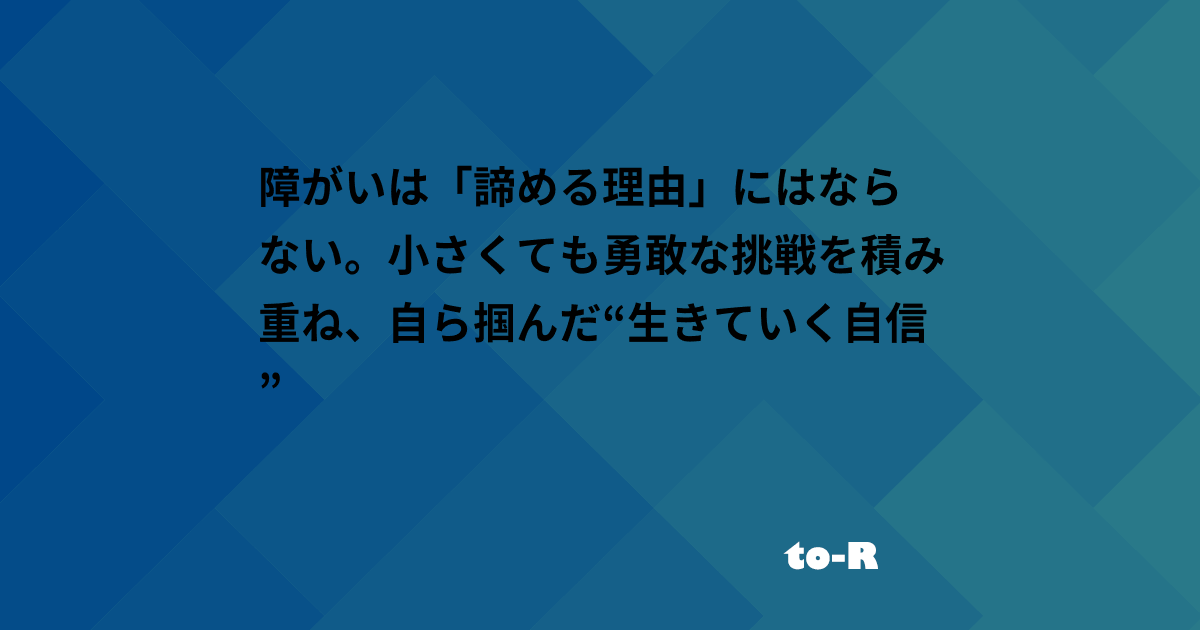 障がいは「諦める理由」にはなら
ない。小さくても勇敢な挑戦を積み
重ね、自ら掴んだ“生きていく自信
”
to-R